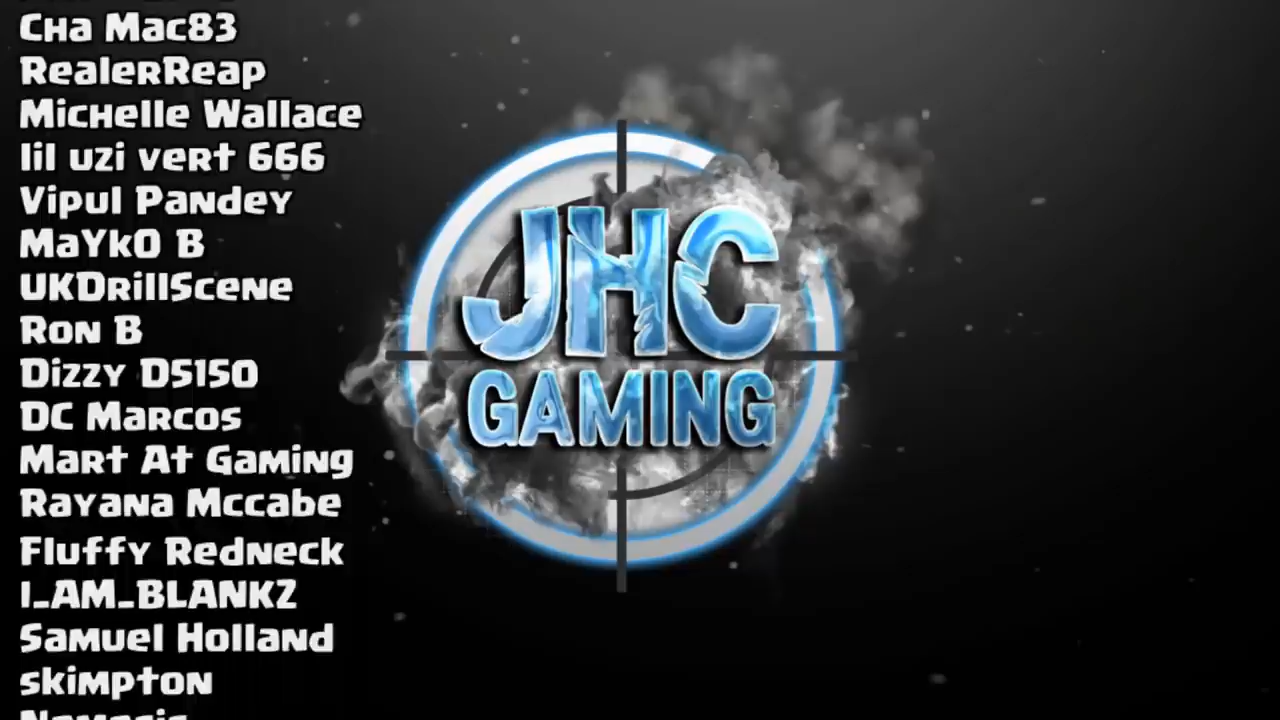 Cha Mac83
RealerReap
Michelle Wallace
lil uzi vert 666
Vipul Pandey
MaYkO B
UKDrillScene
Ron B
Dizzy D5150
DC Marcos
Mart At Gaming
Rayana Mccabe
Fluffy Redneck
I_AM_BLANKZ
Samuel Holland
skimpton
JHC
GAMING